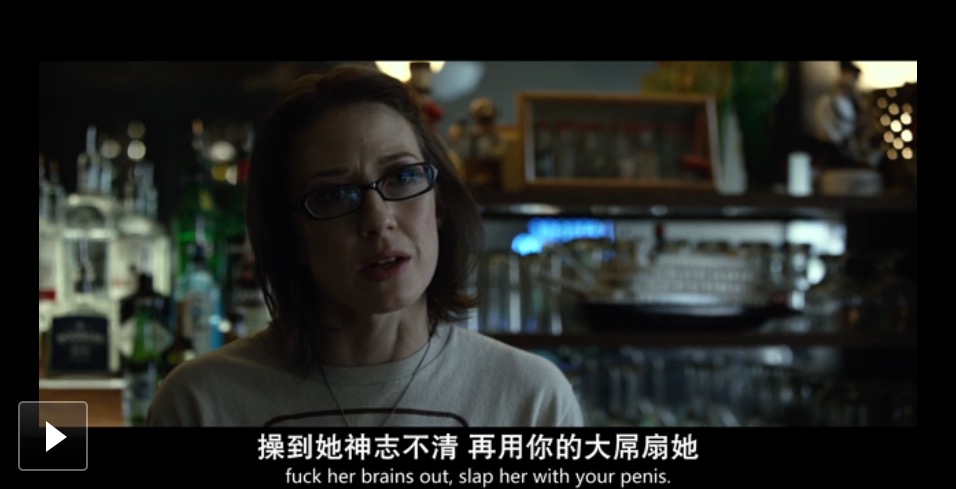 操到她神志不清 再用你的大屌扇她
fuck her brains out, slap her with your penis.